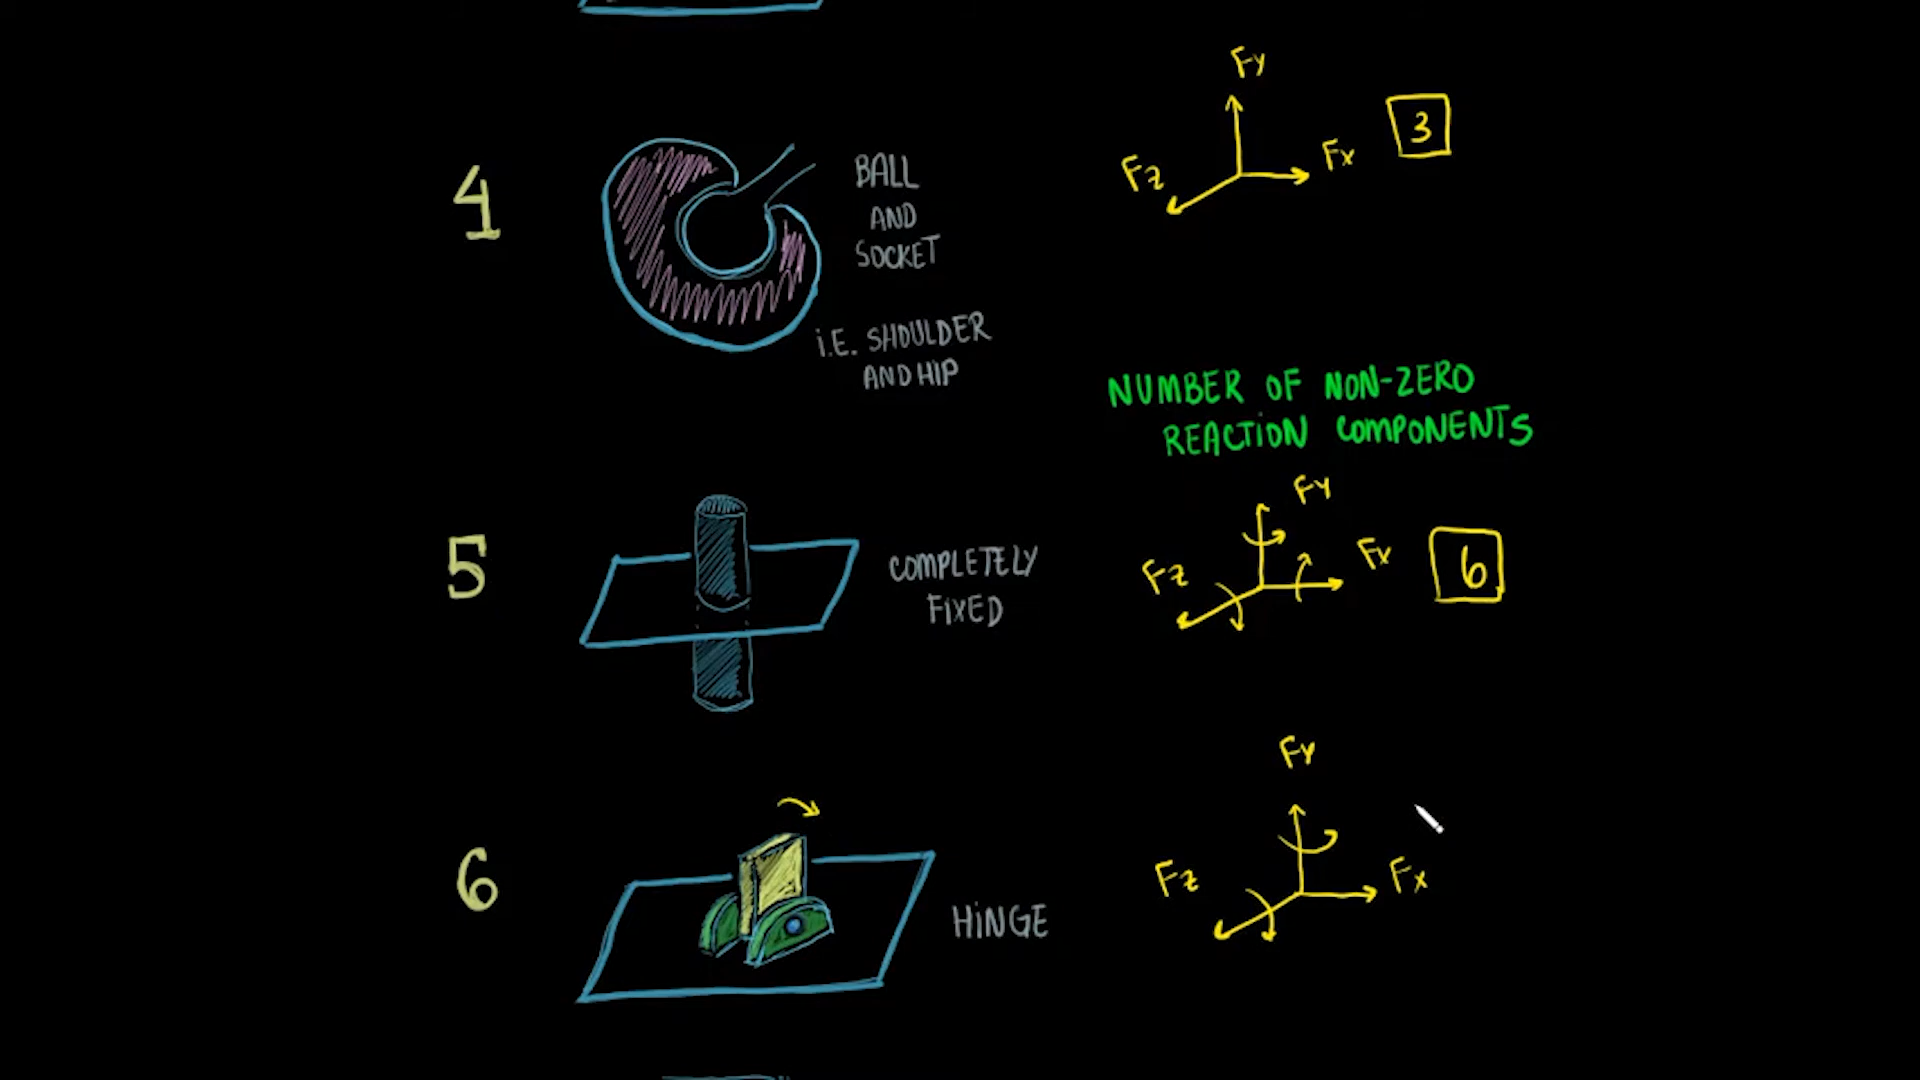 4
BALL
AND
SOCKET
i.E. SHOULDER
AND HIP
Fy
Fx
Fz
3
NUMBER OF NON-ZERO
REACTION COMPONENTS
5
COMPLETELY
FIXED
Fy
Fx
Fz
6
6
HINGE
Fy
Fx
Fz